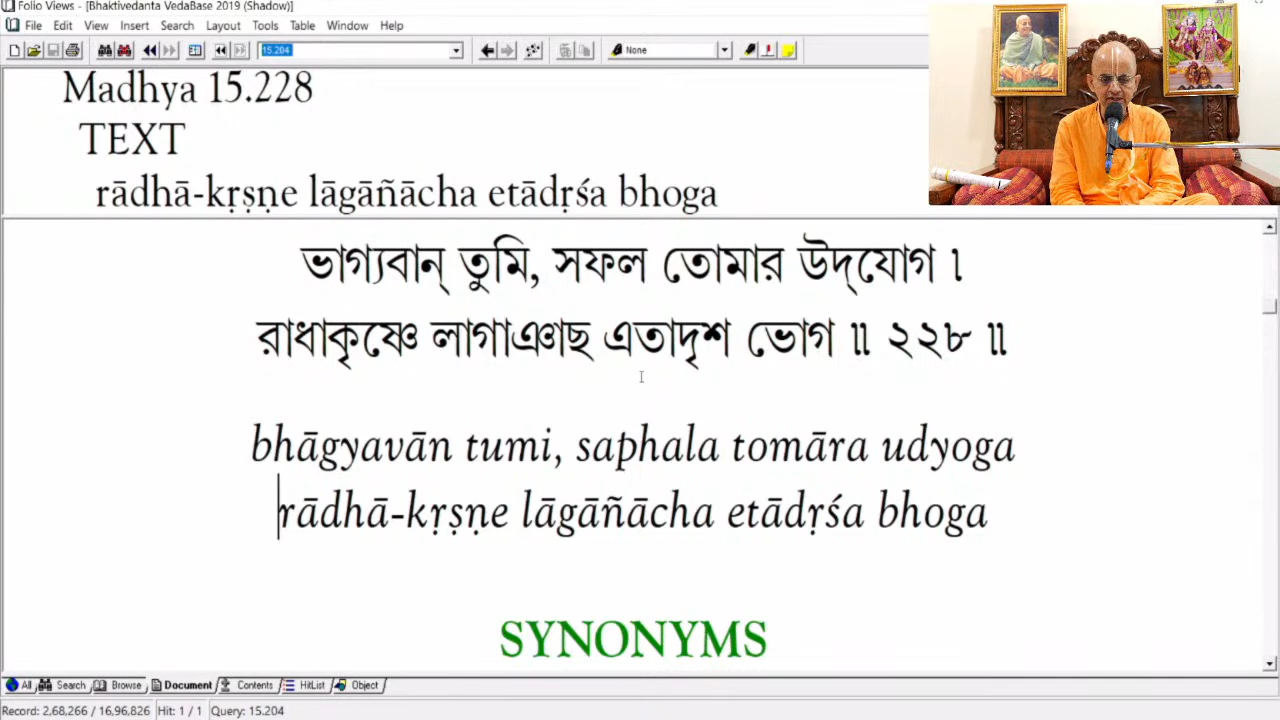 Folio Views - [Bhaktivedanta VedaBase 2019 (Shadow)]
File Edit View Insert Search Layout Tools Table Window Help
15.204 None
Madhya 15.228
TEXT
rādhā-kṛṣṇe lāgāñācha etādṛśa bhoga
ভাগ্যবান্ তুমি, সফল তোমার উদ্‌যোগ ৷
রাধাকৃষ্ণে লাগাঞাছ এতাদৃশ ভোগ ॥ ২২৮ ॥
bhāgyavān tumi, saphala tomāra udyoga
rādhā-kṛṣṇe lāgāñācha etādṛśa bhoga
SYNONYMS
All Search Browse Document Contents HitList Object
Record: 2,68,266 / 16,96,826 Hit: 1 / 1 Query: 15.204